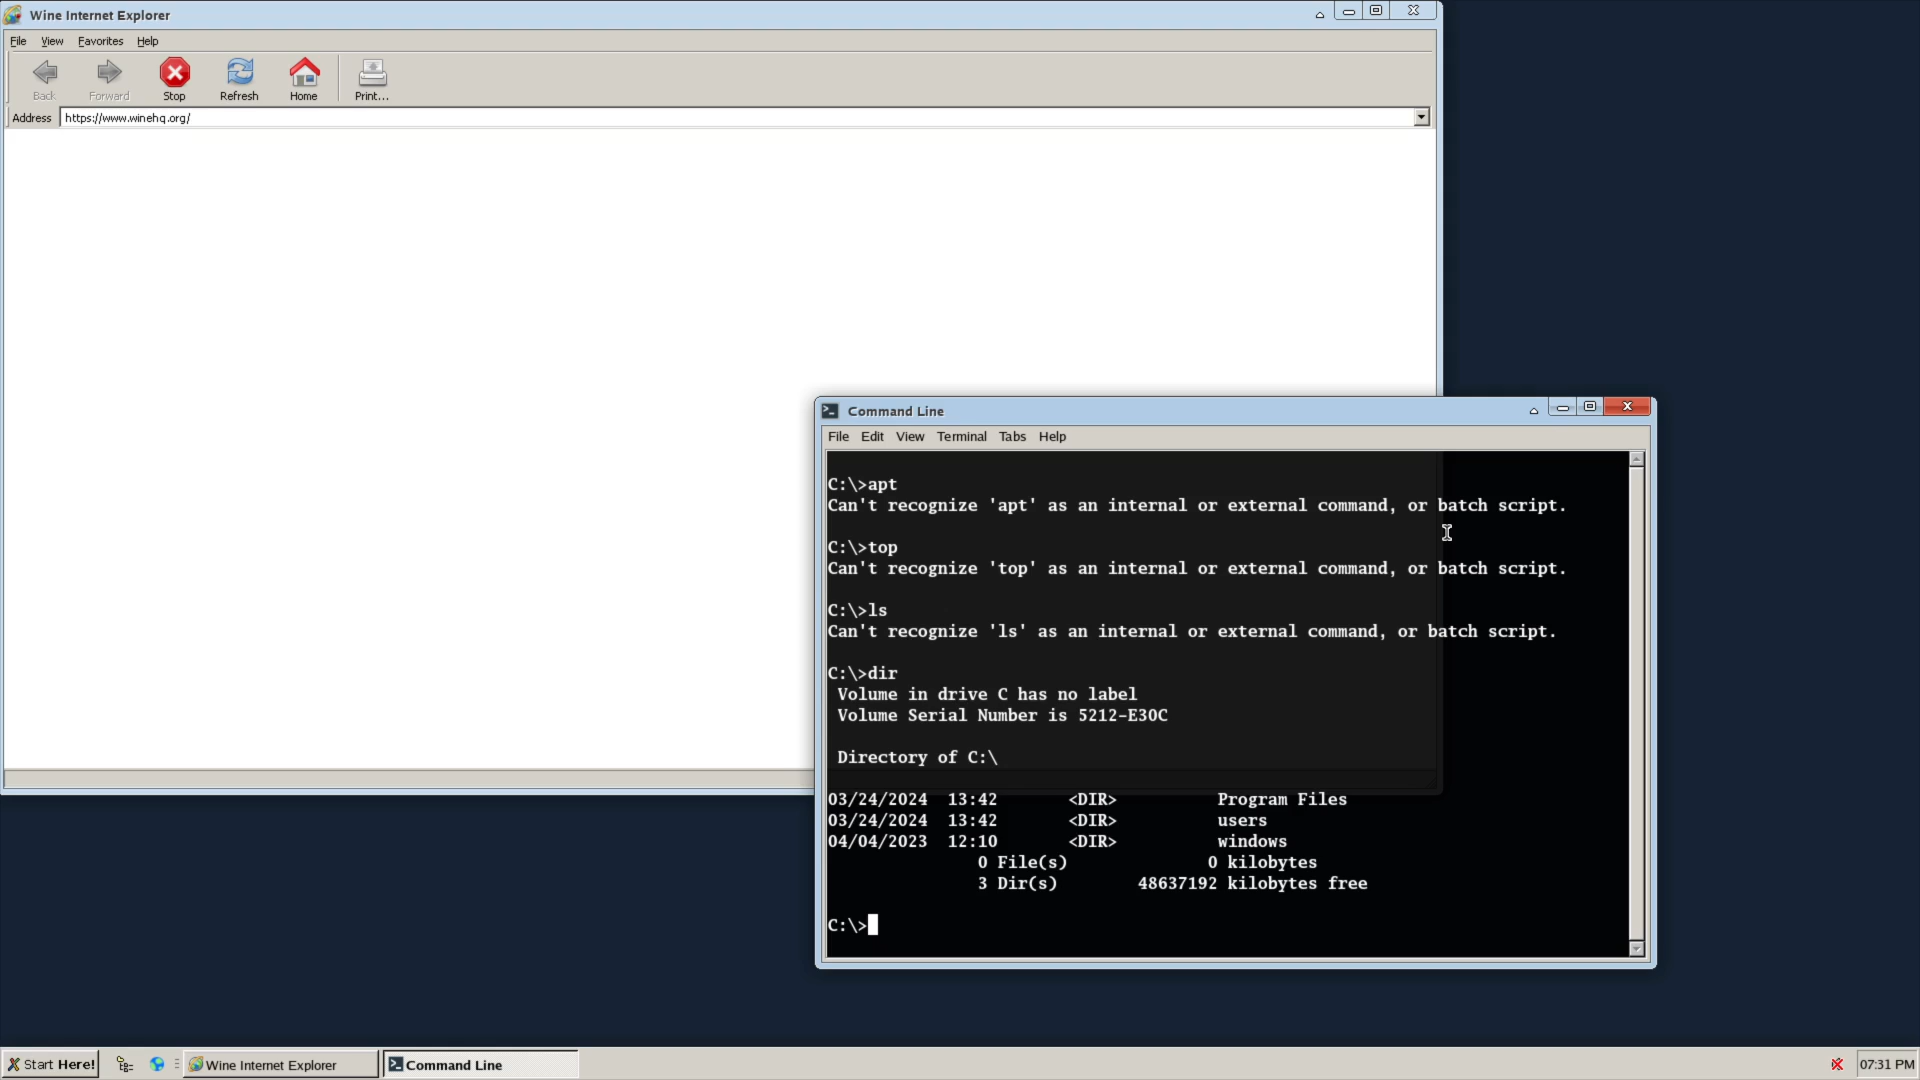 Wine Internet Explorer
File View Favorites Help
Back Forward Stop Refresh Home Print...
Address https://www.winehq.org/
Command Line
File Edit View Terminal Tabs Help
C:\>apt
Can't recognize 'apt' as an internal or external command, or batch script.
C:\>top
Can't recognize 'top' as an internal or external command, or batch script.
C:\>ls
Can't recognize 'ls' as an internal or external command, or batch script.
C:\>dir
Volume in drive C has no label
Volume Serial Number is 5212-E30C
Directory of C:\
03/24/2024 13:42 <DIR> Program Files
03/24/2024 13:42 <DIR> users
04/04/2023 12:10 <DIR> windows
0 File(s) 0 kilobytes
3 Dir(s) 48637192 kilobytes free
C:\>
Start Here! Wine Internet Explorer Command Line 07:31 PM